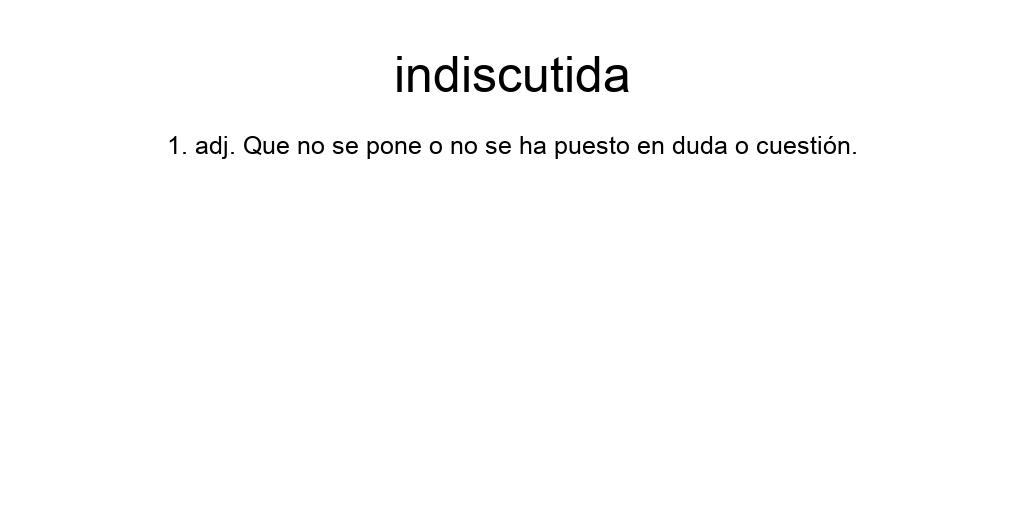 indiscutida
1. adj. Que no se pone o no se ha puesto en duda o cuestión.